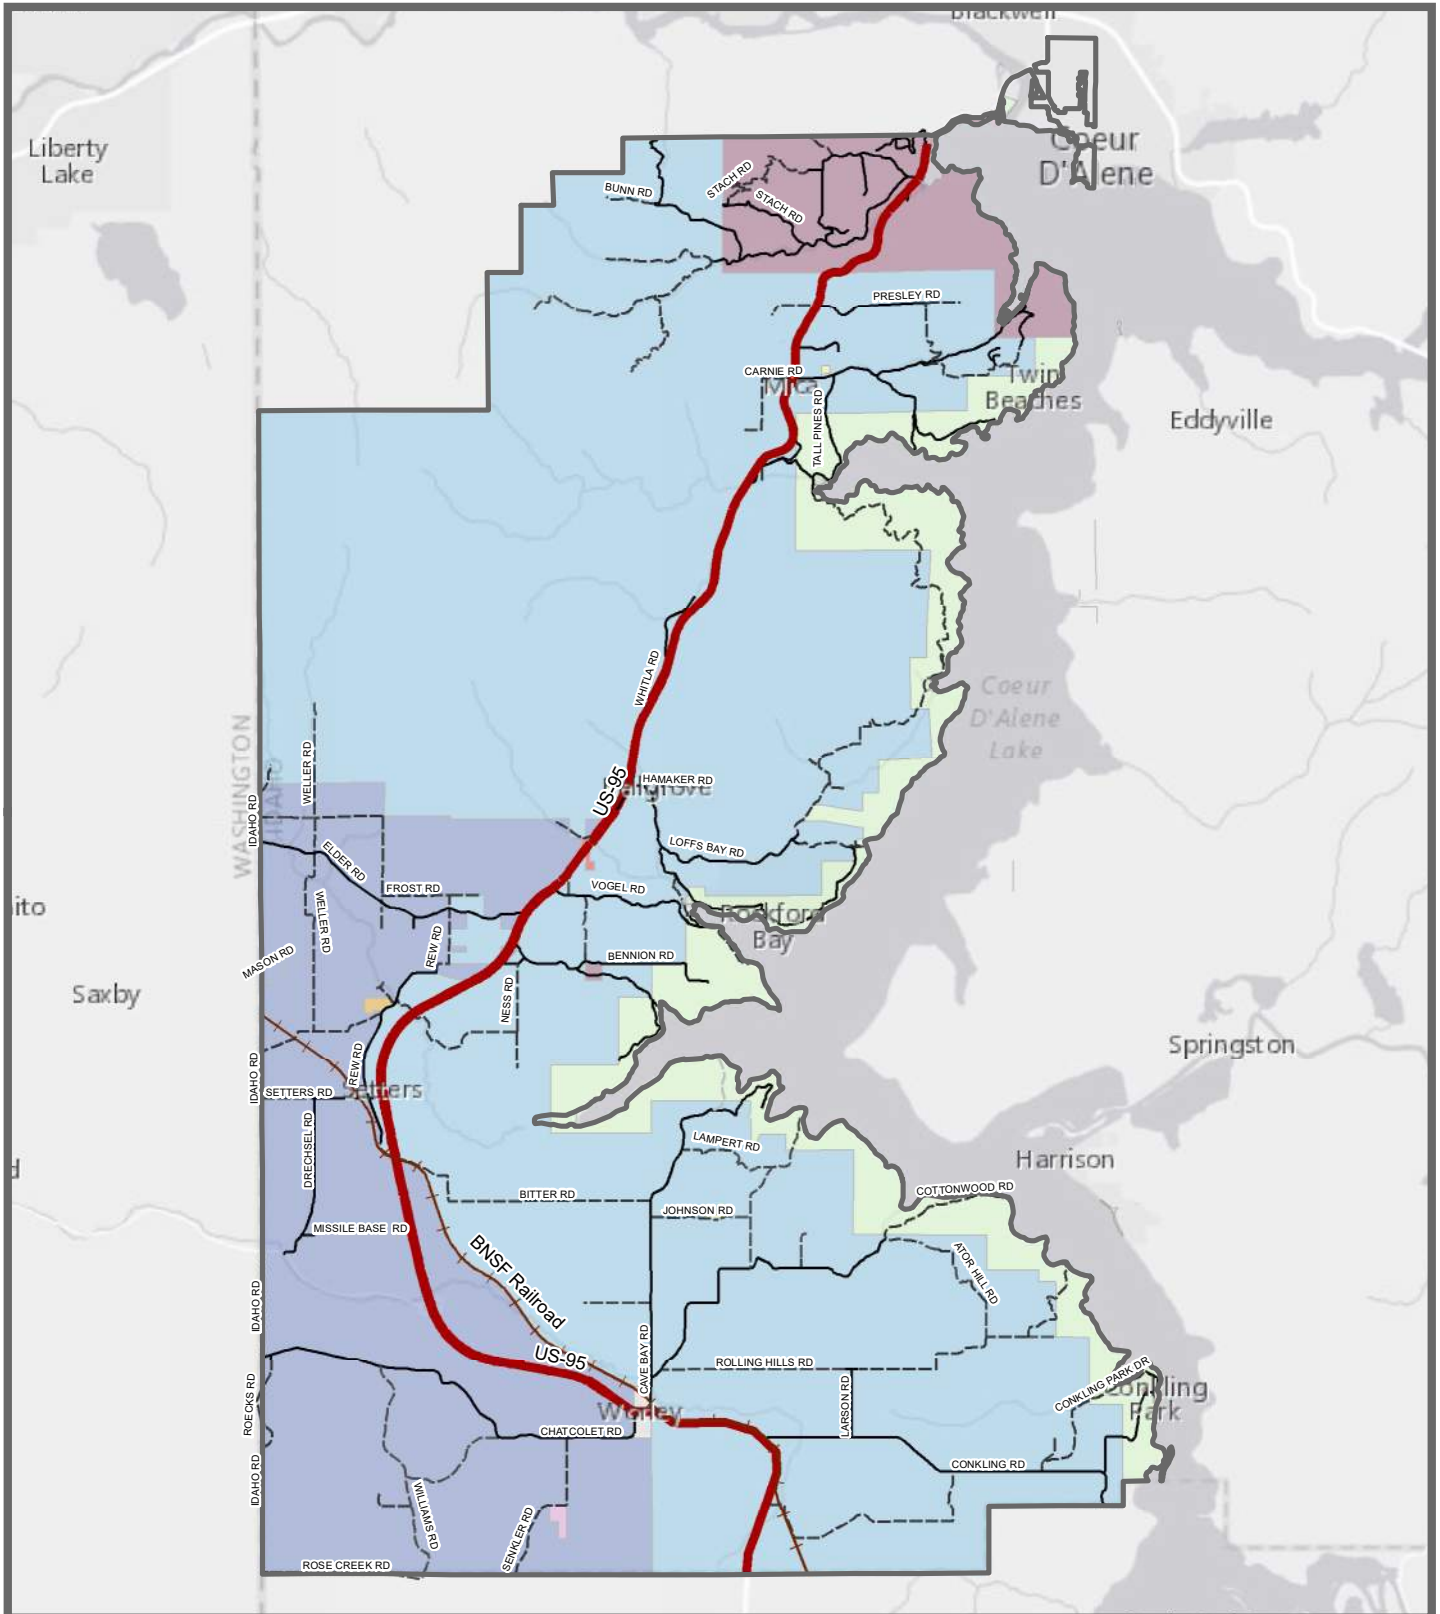 Blackwell
Liberty
Lake
Coeur
D'Alene
BUNN RD
STACH RD
STACH RD
PRESLEY RD
CARNIE RD
Mica
Twin
Beaches
TALL PINES RD
Eddyville
WHITLA RD
Coeur
D'Alene
Lake
WASHINGTON
IDAHO
WELLER RD
US-95
HAMAKER RD
IDAHO RD
ELDER RD
LOFFS BAY RD
FROST RD
VOGEL RD
WELLER RD
Rockford
Bay
REW RD
MASON RD
BENNION RD
Saxby
NESS RD
Springston
IDAHO RD
REW RD
SETTERS RD
Setters
DRECHSEL RD
LAMPERT RD
Harrison
BITTER RD
COTTONWOOD RD
JOHNSON RD
MISSILE BASE RD
ATOR HILL RD
BNSF Railroad
IDAHO RD
US-95
CAVE BAY RD
ROLLING HILLS RD
CONKLING PARK DR
Conkling
Park
ROECKS RD
LARSON RD
Worley
CHATCOLET RD
CONKLING RD
IDAHO RD
WILLIAMS RD
SENKLER RD
ROSE CREEK RD